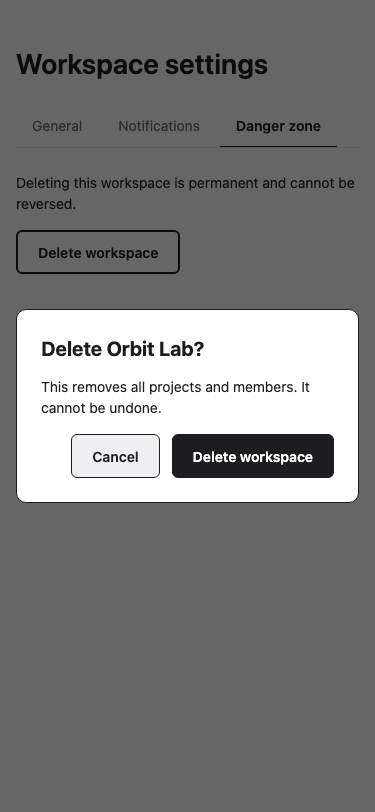 Workspace settings
General
Notifications
Danger zone
Deleting this workspace is permanent and cannot be
reversed.
Delete workspace
Delete Orbit Lab?
This removes all projects and members. It
cannot be undone.
Cancel
Delete workspace